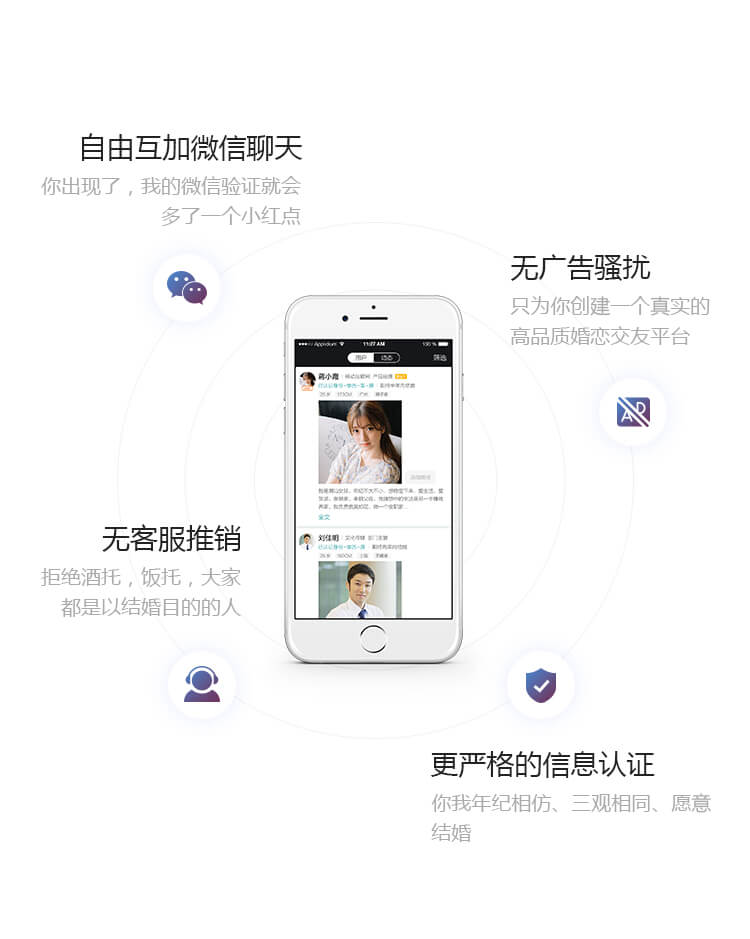 自由互加微信聊天
你出现了，我的微信验证就会
多了一个小红点
无广告骚扰
只为你创建一个真实的
高品质婚恋交友平台
AD
11:27 AM
用户 动态 筛选
蒋小霞
全文
刘佳明
无客服推销
拒绝酒托，饭托，大家
都是以结婚目的的人
更严格的信息认证
你我年纪相仿、三观相同、愿意
结婚